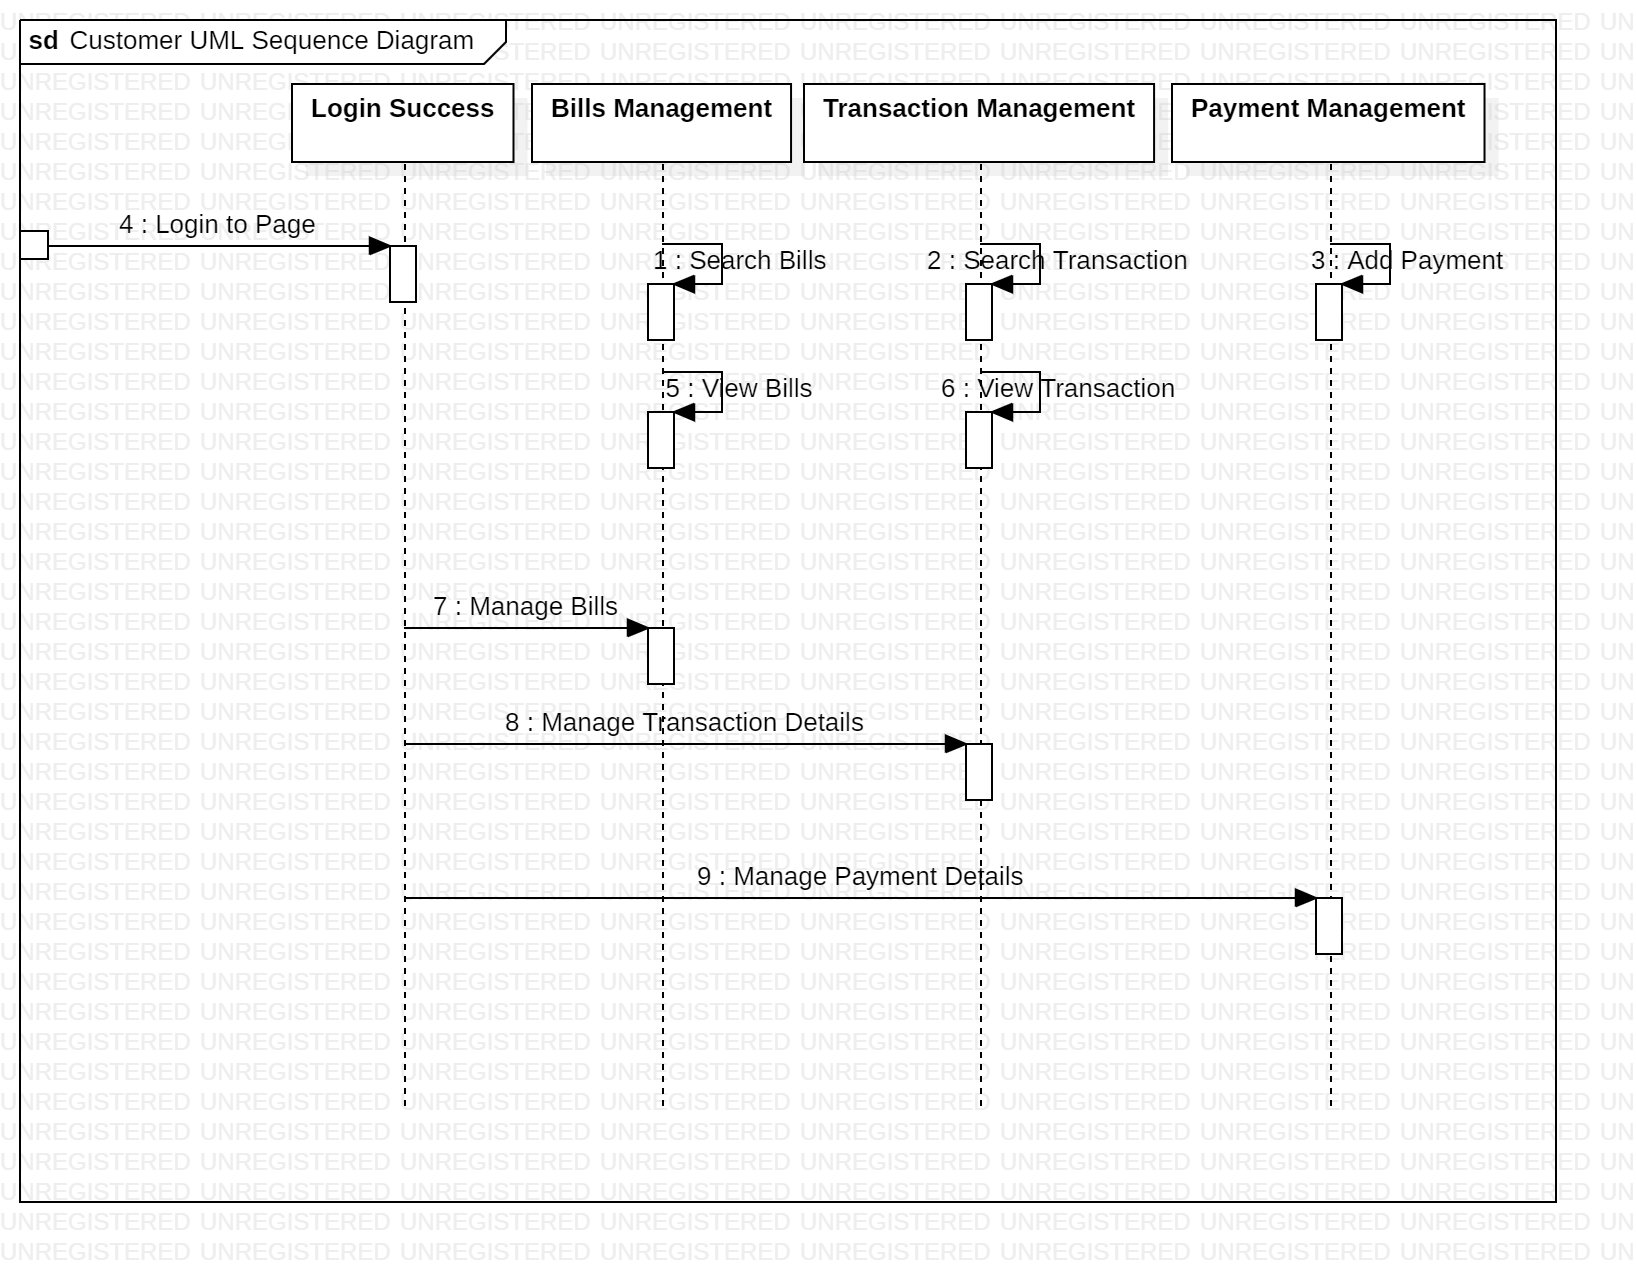 sd Customer UML Sequence Diagram
Login Success
Bills Management
Transaction Management
Payment Management
4 : Login to Page
1 : Search Bills
2 : Search Transaction
3 : Add Payment
5 : View Bills
6 : View Transaction
7 : Manage Bills
8 : Manage Transaction Details
9 : Manage Payment Details
UNREGISTERED